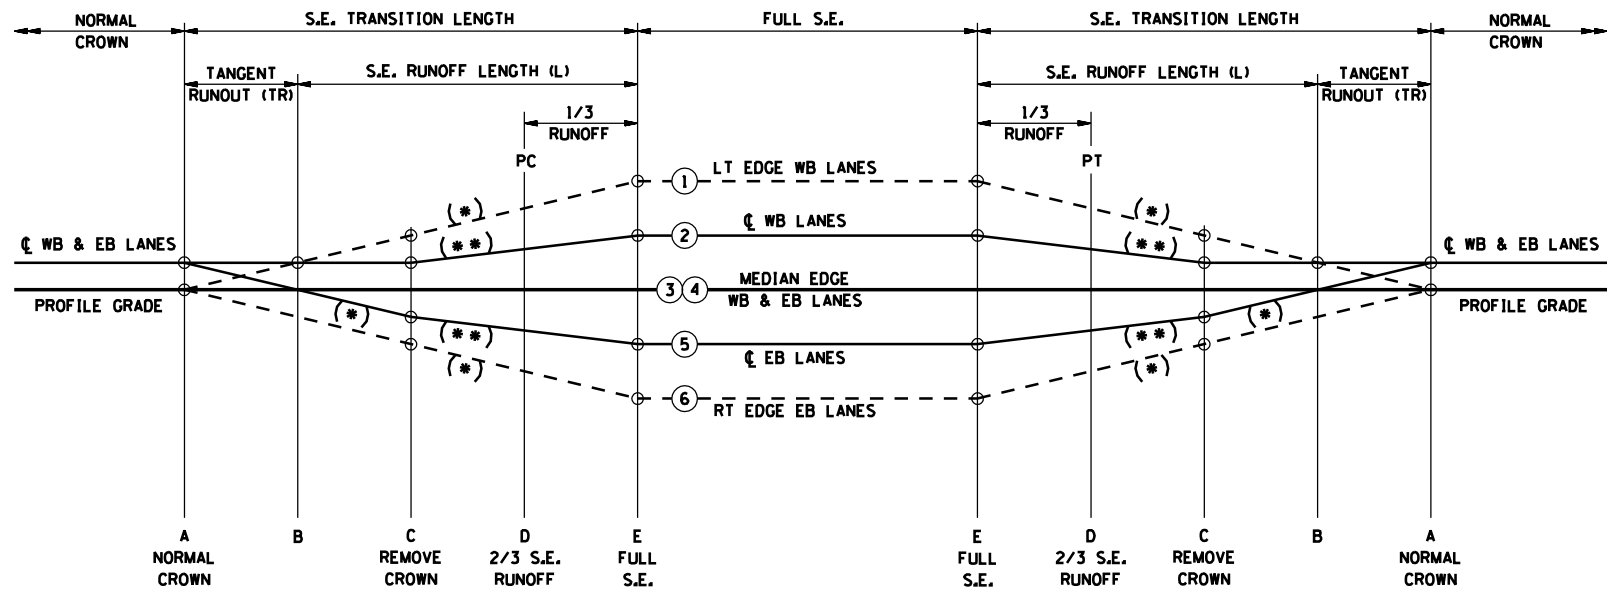 NORMAL
CROWN
S.E. TRANSITION LENGTH
FULL S.E.
S.E. TRANSITION LENGTH
NORMAL
CROWN
TANGENT
RUNOUT (TR)
S.E. RUNOFF LENGTH (L)
S.E. RUNOFF LENGTH (L)
TANGENT
RUNOUT (TR)
1/3
RUNOFF
1/3
RUNOFF
PC
PT
1
LT EDGE WB LANES
(*)
(*)
2
℄ WB LANES
(**)
(**)
℄ WB & EB LANES
℄ WB & EB LANES
3 4
MEDIAN EDGE
WB & EB LANES
PROFILE GRADE
PROFILE GRADE
(*)
(*)
(**)
(**)
5
℄ EB LANES
(*)
(*)
6
RT EDGE EB LANES
A
NORMAL
CROWN
B
C
REMOVE
CROWN
D
2/3 S.E.
RUNOFF
E
FULL
S.E.
E
FULL
S.E.
D
2/3 S.E.
RUNOFF
C
REMOVE
CROWN
B
A
NORMAL
CROWN